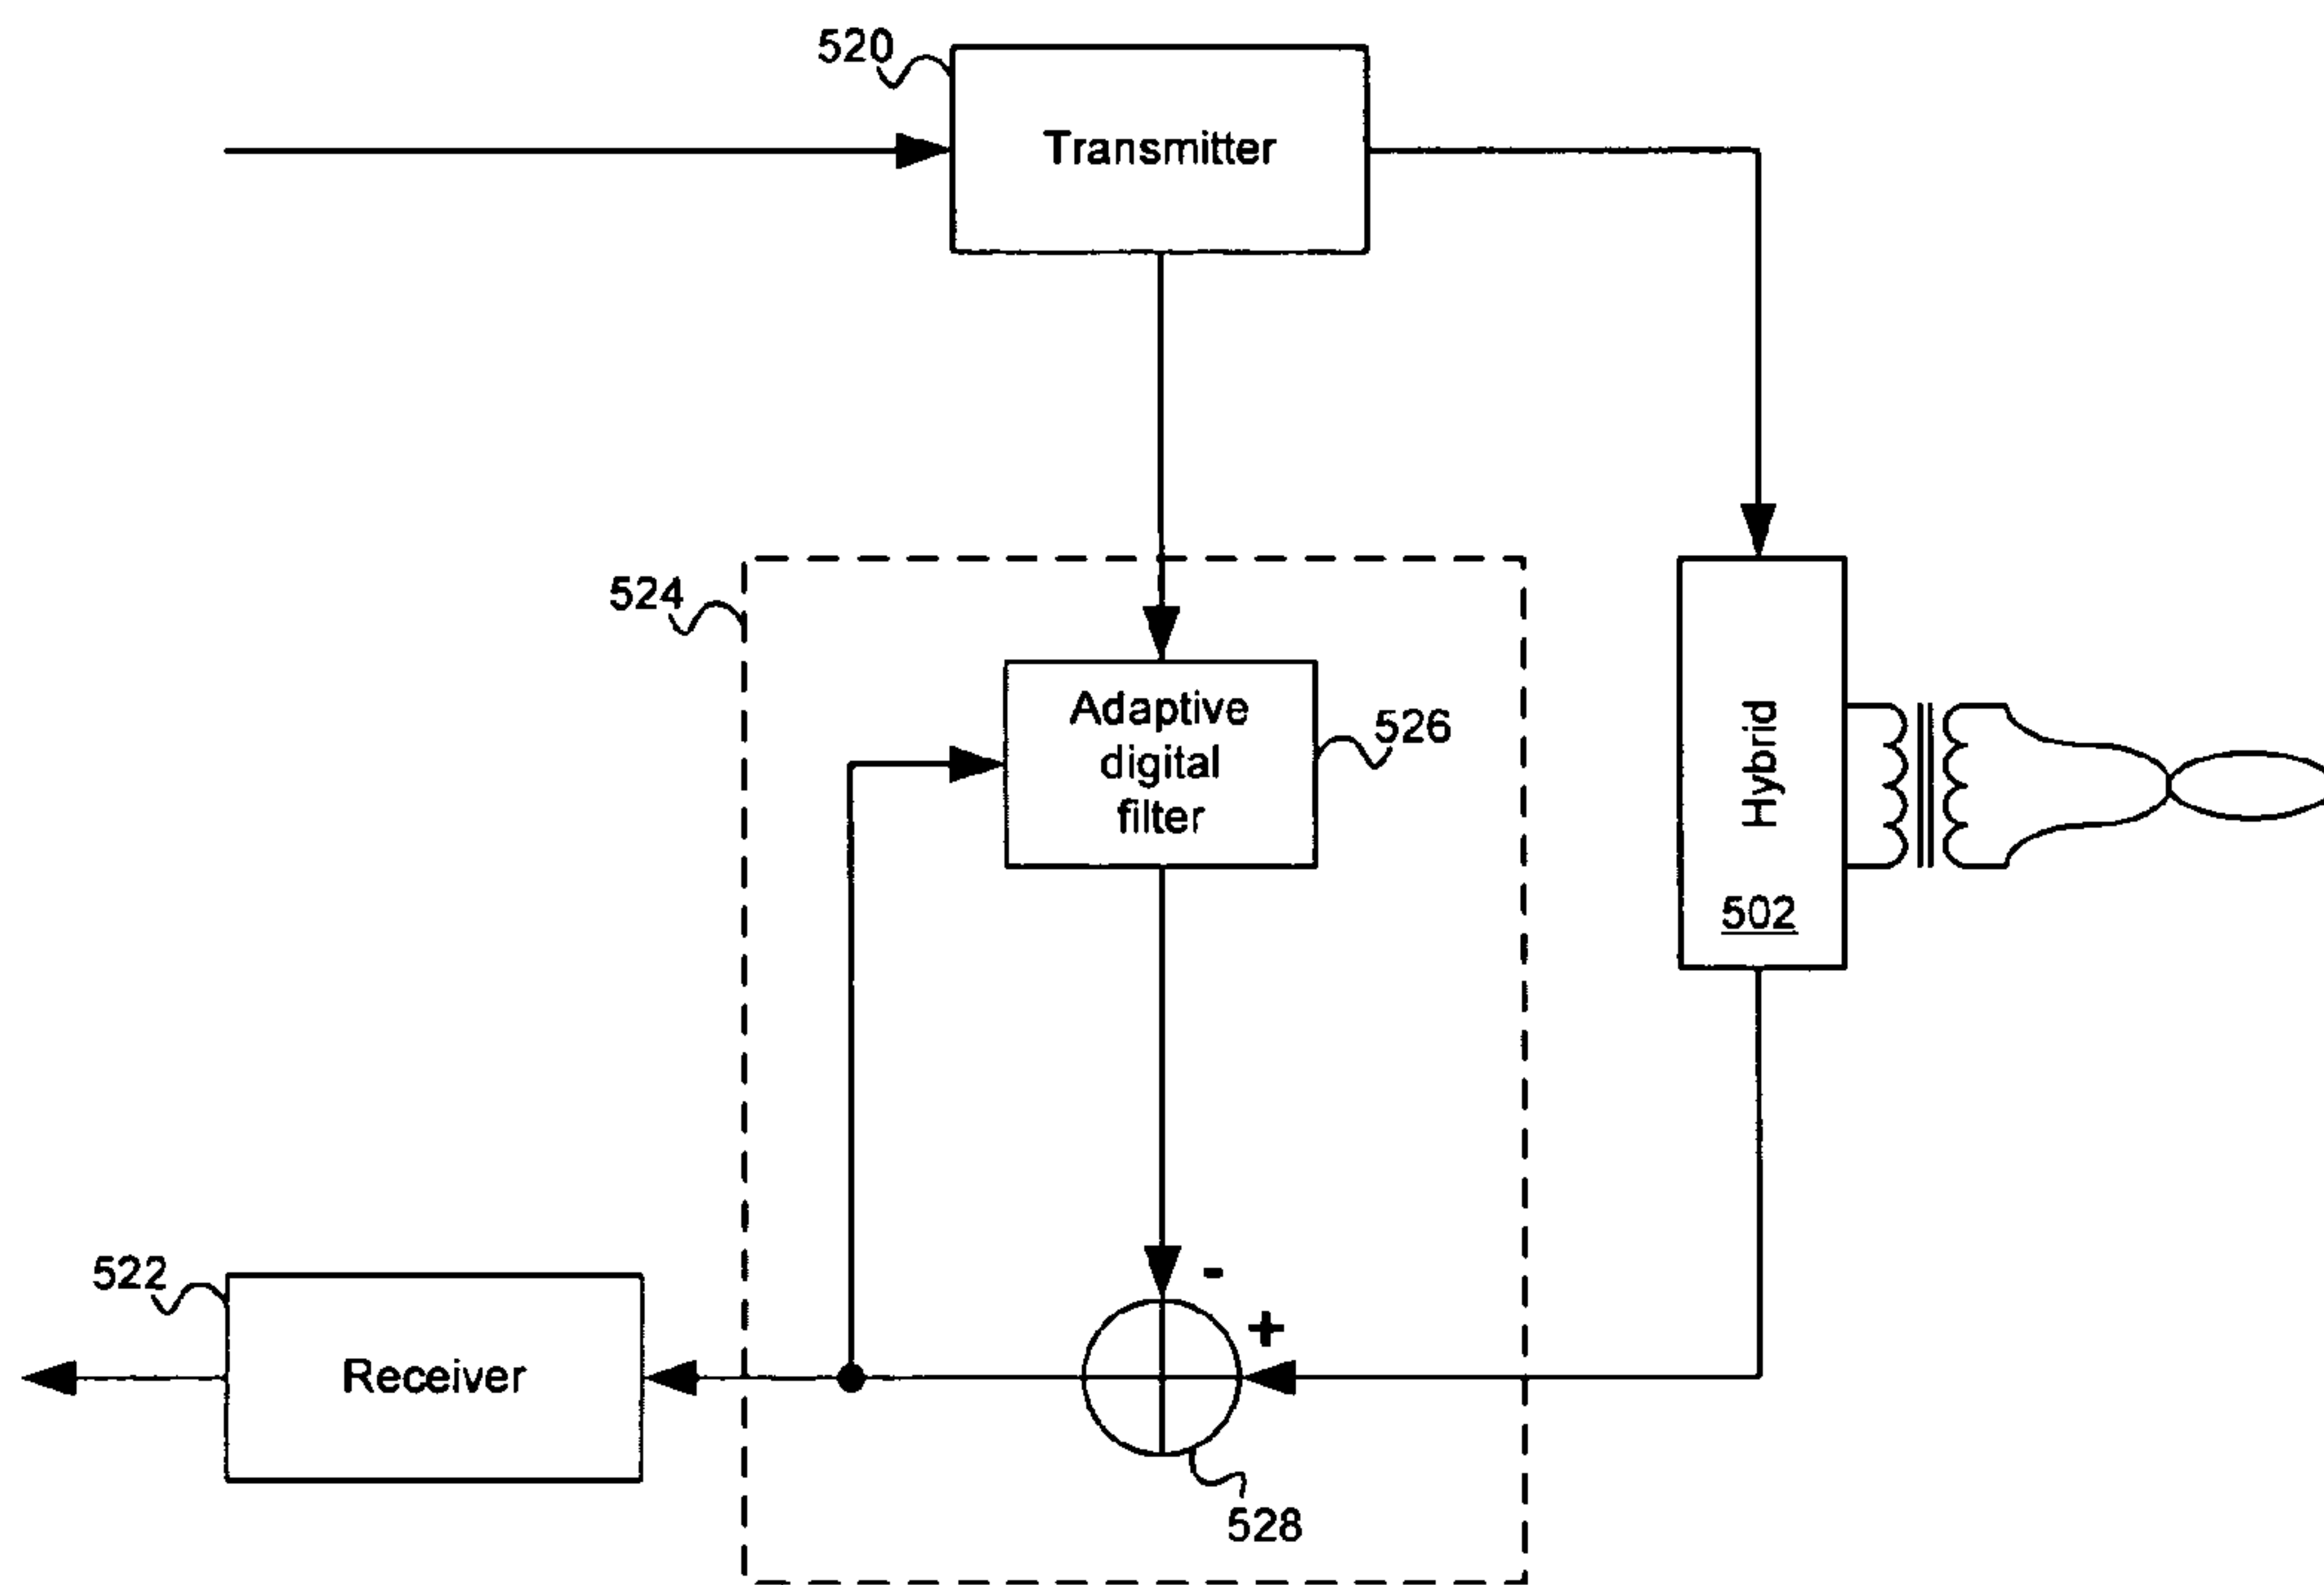 520
Transmitter
524
Adaptive
digital
filter
526
Hybrid
502
522
-
+
Receiver
528